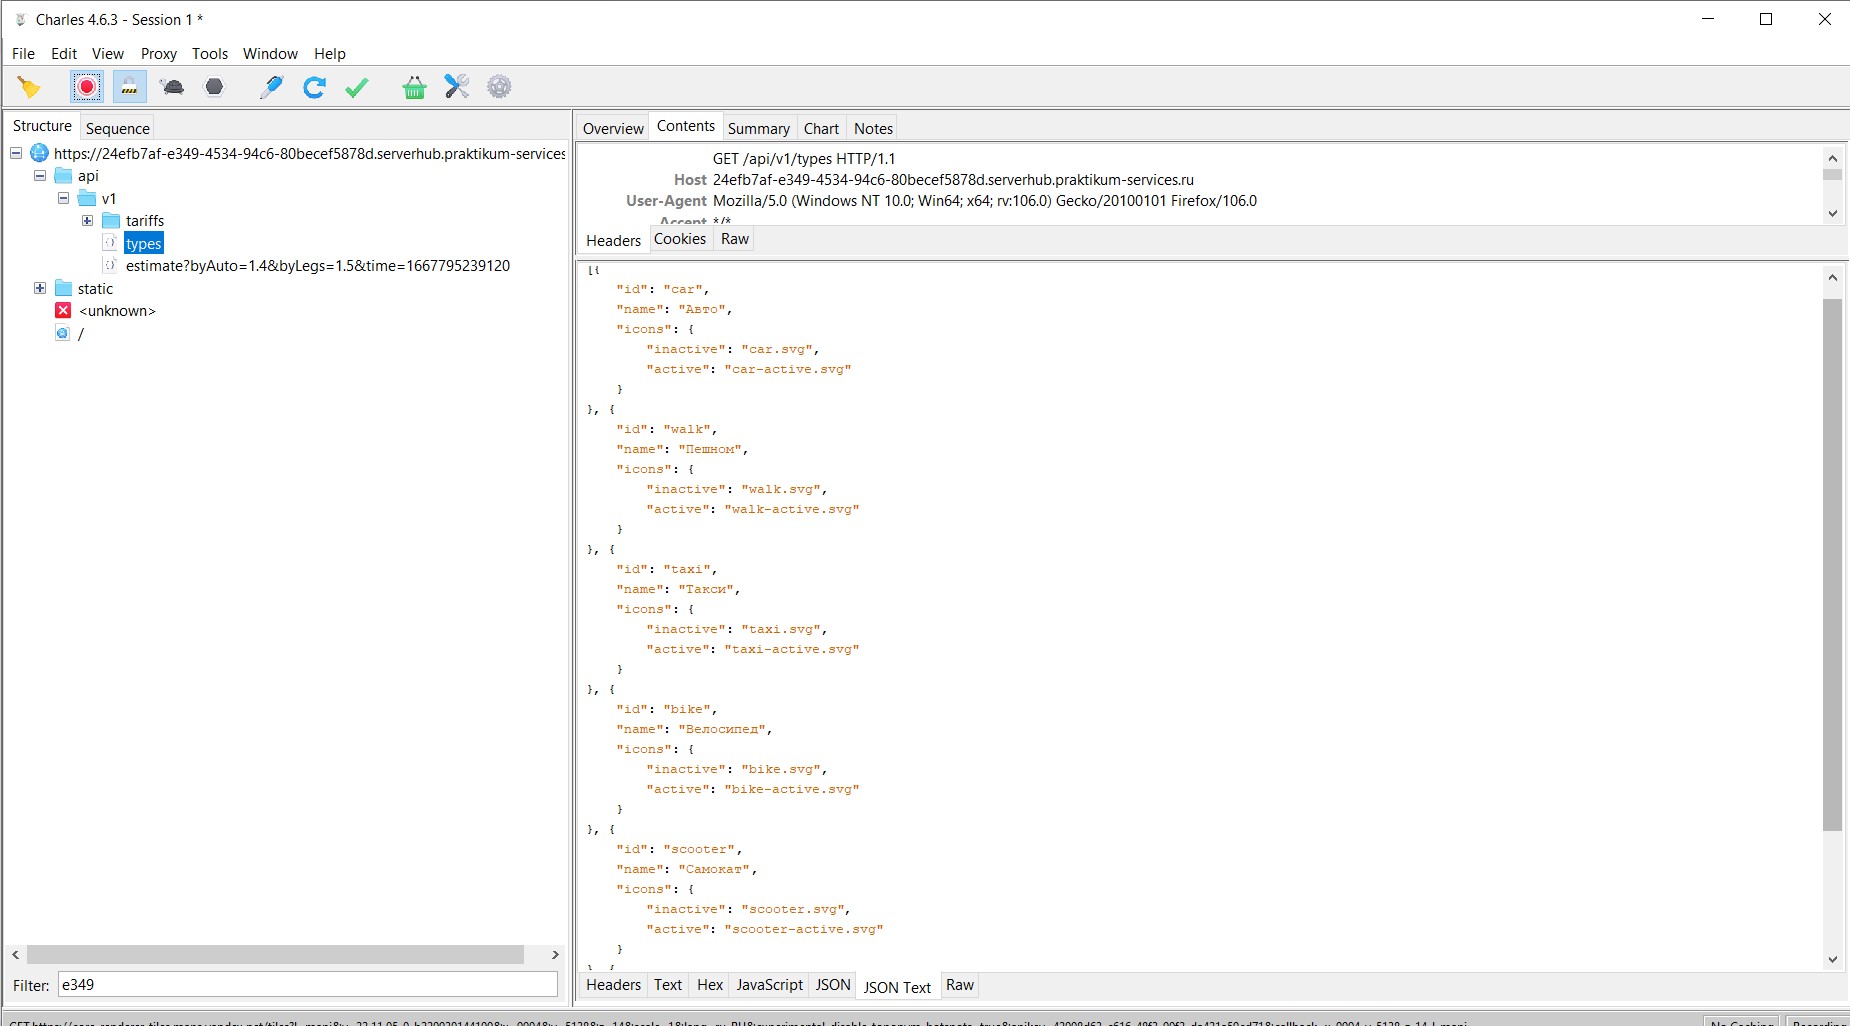 Charles 4.6.3 - Session 1 *
File Edit View Proxy Tools Window Help
Structure Sequence
https://24efb7af-e349-4534-94c6-80becef5878d.serverhub.praktikum-services
api
v1
tariffs
types
estimate?byAuto=1.4&byLegs=1.5&time=1667795239120
static
<unknown>
/
Filter: e349
Overview Contents Summary Chart Notes
GET /api/v1/types HTTP/1.1
Host 24efb7af-e349-4534-94c6-80becef5878d.serverhub.praktikum-services.ru
User-Agent Mozilla/5.0 (Windows NT 10.0; Win64; x64; rv:106.0) Gecko/20100101 Firefox/106.0
Accept */*
Headers Cookies Raw
[{
"id": "car",
"name": "Авто",
"icons": {
"inactive": "car.svg",
"active": "car-active.svg"
}
}, {
"id": "walk",
"name": "Пешном",
"icons": {
"inactive": "walk.svg",
"active": "walk-active.svg"
}
}, {
"id": "taxi",
"name": "Такси",
"icons": {
"inactive": "taxi.svg",
"active": "taxi-active.svg"
}
}, {
"id": "bike",
"name": "Велосипед",
"icons": {
"inactive": "bike.svg",
"active": "bike-active.svg"
}
}, {
"id": "scooter",
"name": "Самокат",
"icons": {
"inactive": "scooter.svg",
"active": "scooter-active.svg"
}
}, {
Headers Text Hex JavaScript JSON JSON Text Raw
No Caching Recording